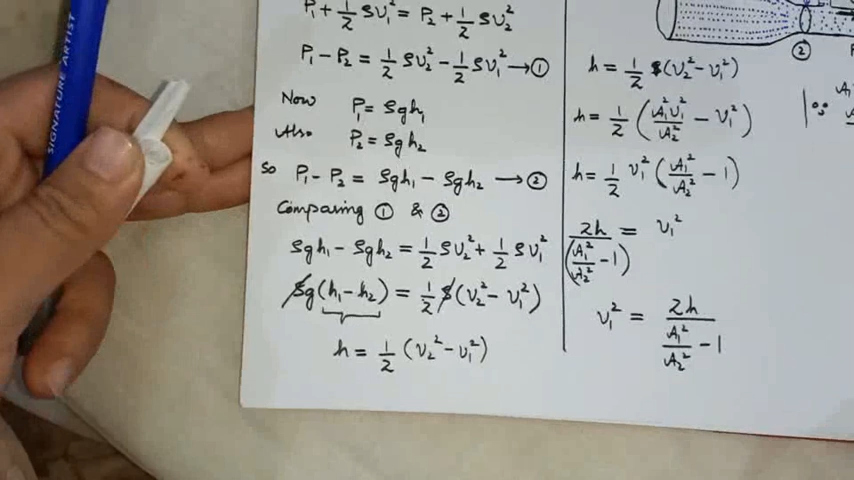 SIGNATURE ARTIST
P₁ + 1/2 ρv₁² = P₂ + 1/2 ρv₂²
P₁ - P₂ = 1/2 ρv₂² - 1/2 ρv₁² → ①
Now P₁ = ρgh₁
Also P₂ = ρgh₂
So P₁ - P₂ = ρgh₁ - ρgh₂ → ②
Comparing ① & ②
ρgh₁ - ρgh₂ = 1/2 ρv₂² + 1/2 ρv₁²
ρg(h₁ - h₂) = 1/2 ρ(v₂² - v₁²)
h = 1/2 (v₂² - v₁²)
②
h = 1/2 (v₂² - v₁²)
h = 1/2 (A₁²v₁²/A₂² - v₁²)
h = 1/2 v₁² (A₁²/A₂² - 1)
2h/(A₁²/A₂² - 1) = v₁²
v₁² = 2h/(A₁²/A₂² - 1)